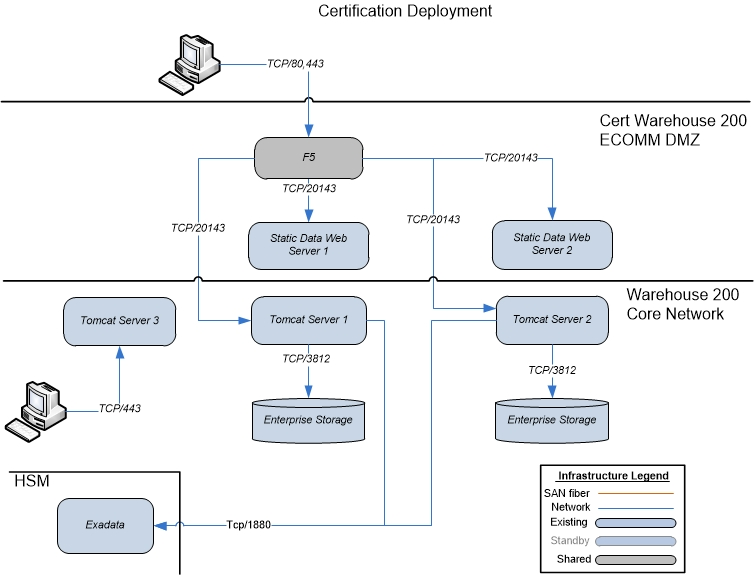 Certification Deployment
TCP/80,443
Cert Warehouse 200
ECOMM DMZ
F5
TCP/20143
TCP/20143
TCP/20143
TCP/20143
Static Data Web
Server 1
Static Data Web
Server 2
Warehouse 200
Core Network
Tomcat Server 3
Tomcat Server 1
Tomcat Server 2
TCP/3812
TCP/3812
TCP/443
Enterprise Storage
Enterprise Storage
HSM
Exadata
Tcp/1880
Infrastructure Legend
SAN fiber
Network
Existing
Standby
Shared